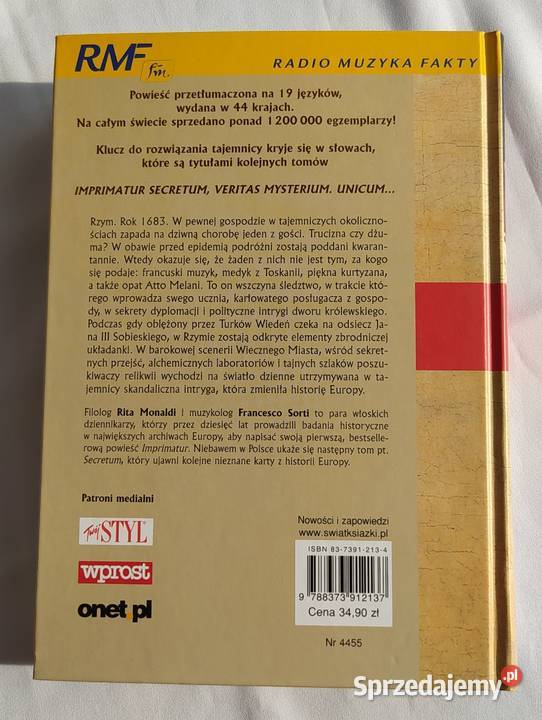 RMF fm.
RADIO MUZYKA FAKTY
Powieść przetłumaczona na 19 języków,
wydana w 44 krajach.
Na całym świecie sprzedano ponad 1 200 000 egzemplarzy!
Klucz do rozwiązania tajemnicy kryje się w słowach,
które są tytułami kolejnych tomów
IMPRIMATUR SECRETUM, VERITAS MYSTERIUM. UNICUM...
Rzym. Rok 1683. W pewnej gospodzie w tajemniczych okoliczno-
ściach zapada na dziwną chorobę jeden z gości. Trucizna czy dżu-
ma? W obawie przed epidemią podróżni zostają poddani kwaran-
tannie. Wtedy okazuje się, że żaden z nich nie jest tym, za kogo
się podaje: francuski muzyk, medyk z Toskanii, piękna kurtyzana,
a także opat Atto Melani. To on wszczyna śledztwo, w trakcie któ-
rego wprowadza swego ucznia, karłowatego posługacza z gospo-
dy, w sekrety dyplomacji i polityczne intrygi dworu królewskiego.
Podczas gdy oblężony przez Turków Wiedeń czeka na odsiecz Ja-
na III Sobieskiego, w Rzymie zostają odkryte elementy zbrodniczej
układanki. W barokowej scenerii Wiecznego Miasta, wśród sekret-
nych przejść, alchemicznych laboratoriów i tajnych szlaków poszu-
kiwaczy relikwii wychodzi na światło dzienne utrzymywana w ta-
jemnicy skandaliczna intryga, która zmieniła historię Europy.
Filolog Rita Monaldi i muzykolog Francesco Sorti to para włoskich
dziennikarzy, którzy przez dziesięć lat prowadzili badania historyczne
w największych archiwach Europy, aby napisać swoją pierwszą, bestselle-
rową powieść Imprimatur. Niebawem w Polsce ukaże się następny tom pt.
Secretum, który ujawni kolejne nieznane karty z historii Europy.
Patroni medialni
Twój STYL
wprost
onet.pl
Nowości i zapowiedzi
www.swiatksiazki.pl
ISBN 83-7391-213-4
9 788373 912137
Cena 34,90 zł
Nr 4455
Sprzedajemy.pl